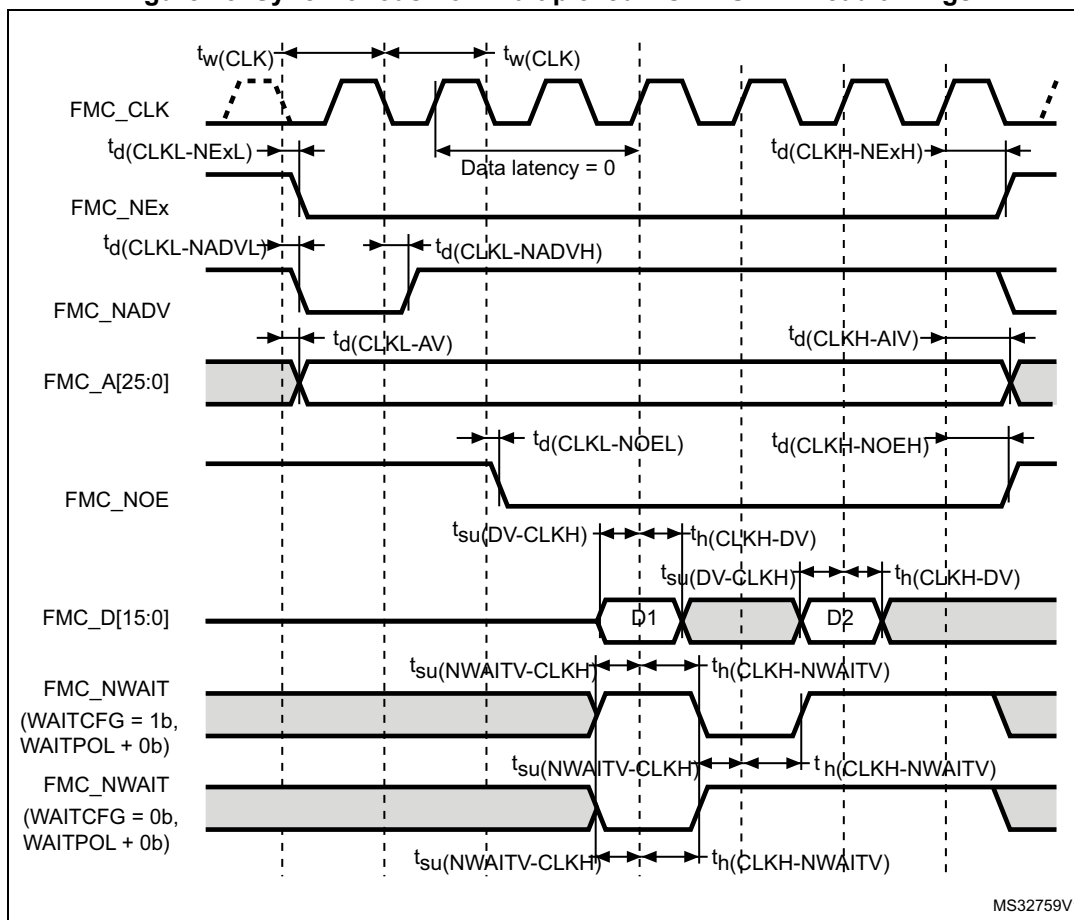 tw(CLK) tw(CLK)
FMC_CLK
td(CLKL-NExL) Data latency = 0 td(CLKH-NExH)
FMC_NEx
td(CLKL-NADVL) td(CLKL-NADVH)
FMC_NADV
td(CLKL-AV) td(CLKH-AIV)
FMC_A[25:0]
td(CLKL-NOEL) td(CLKH-NOEH)
FMC_NOE
tsu(DV-CLKH) th(CLKH-DV)
tsu(DV-CLKH) th(CLKH-DV)
FMC_D[15:0] D1 D2
tsu(NWAITV-CLKH) th(CLKH-NWAITV)
FMC_NWAIT
(WAITCFG = 1b,
WAITPOL + 0b)
tsu(NWAITV-CLKH) th(CLKH-NWAITV)
FMC_NWAIT
(WAITCFG = 0b,
WAITPOL + 0b)
tsu(NWAITV-CLKH) th(CLKH-NWAITV)
MS32759V